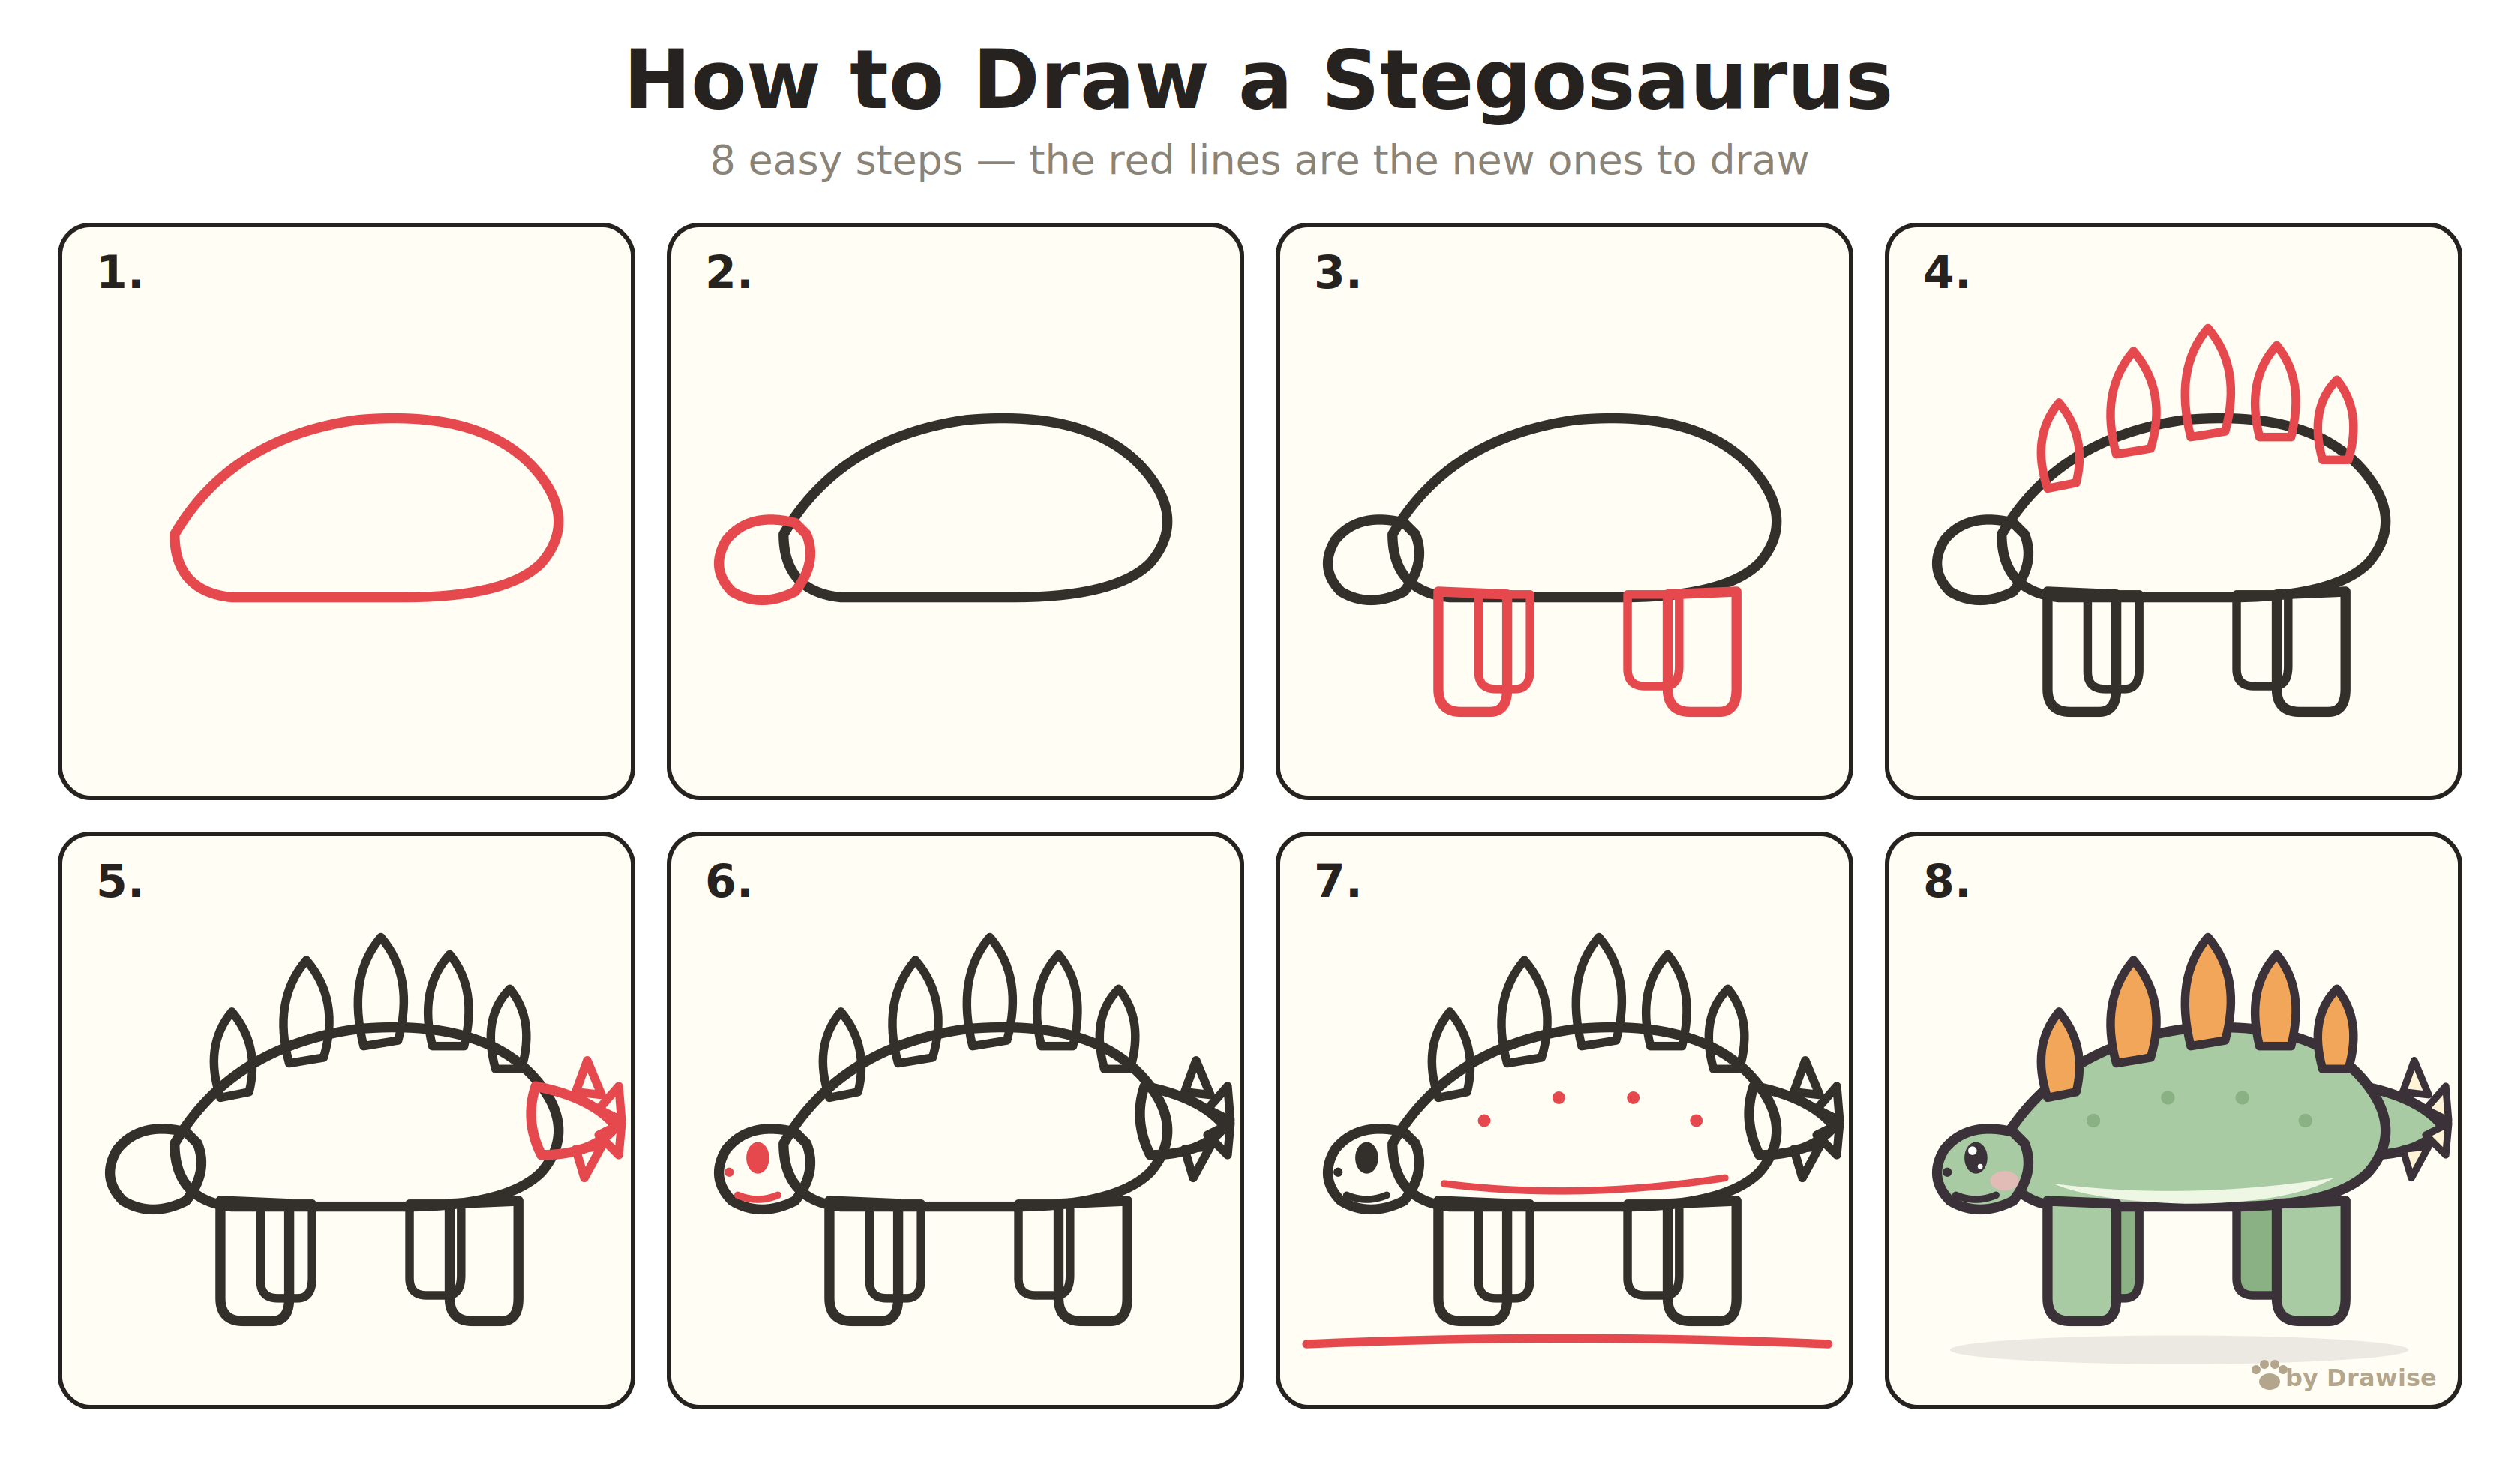 How to Draw a Stegosaurus
8 easy steps — the red lines are the new ones to draw
1.
2.
3.
4.
5.
6.
7.
8.
by Drawise